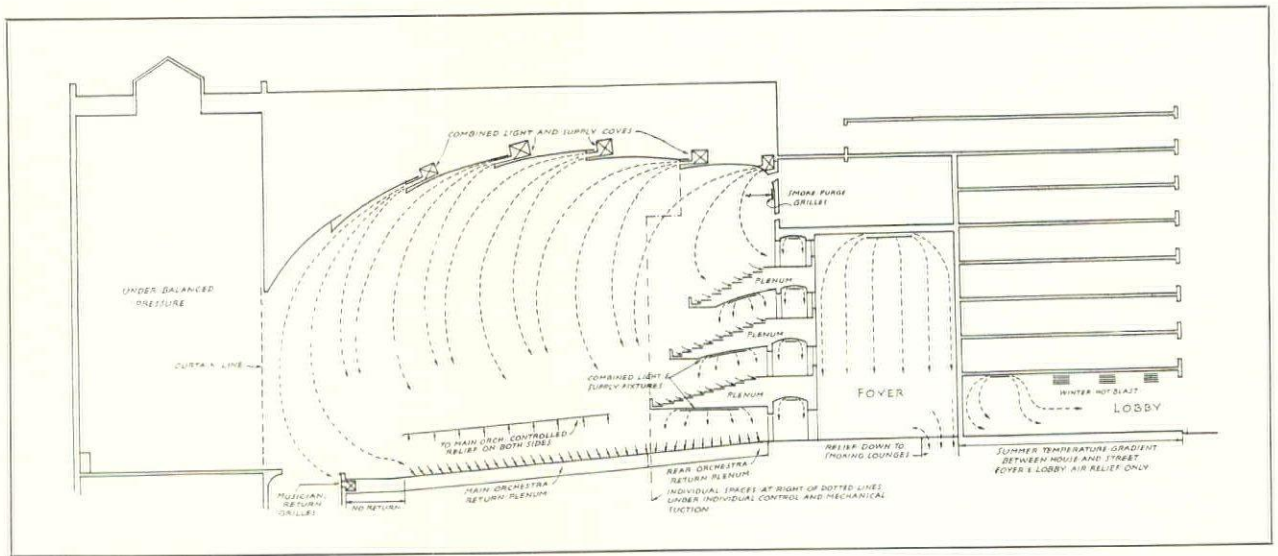 COMBINED LIGHT AND SUPPLY COVES
SMOKE PURGE
GRILLES
UNDER BALANCED
PRESSURE
PLENUM
PLENUM
CURTAIN LINE
COMBINED LIGHT &
SUPPLY FIXTURES
PLENUM
FOYER
WINTER HOT BLAST
LOBBY
TO MAIN ORCH. CONTROLLED
RELIEF ON BOTH SIDES
RELIEF DOWN TO
SMOKING LOUNGES
SUMMER TEMPERATURE GRADIENT
BETWEEN HOUSE AND STREET
FOYER & LOBBY AIR RELIEF ONLY
REAR ORCHESTRA
RETURN PLENUM
MAIN ORCHESTRA
RETURN PLENUM
MUSICIAN
RETURN
GRILLES
NO RETURN
INDIVIDUAL SPACES AT RIGHT OF DOTTED LINES
UNDER INDIVIDUAL CONTROL AND MECHANICAL
SUCTION